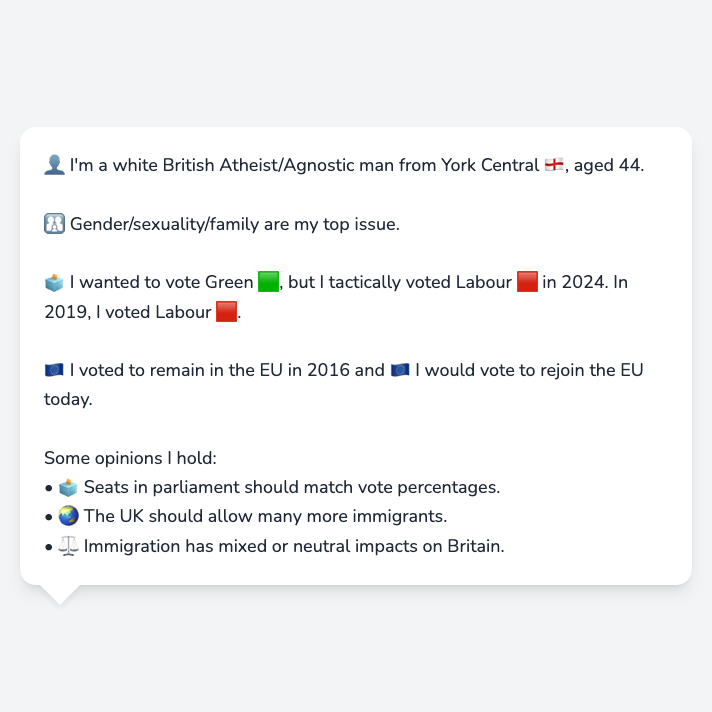 👤 I'm a white British Atheist/Agnostic man from York Central 🏴󠁧󠁢󠁥󠁮󠁧󠁿, aged 44.
🚻 Gender/sexuality/family are my top issue.
🗳️ I wanted to vote Green 🟩, but I tactically voted Labour 🟥 in 2024. In
2019, I voted Labour 🟥.
🇪🇺 I voted to remain in the EU in 2016 and 🇪🇺 I would vote to rejoin the EU
today.
Some opinions I hold:
• 🗳️ Seats in parliament should match vote percentages.
• 🌏 The UK should allow many more immigrants.
• ⚖️ Immigration has mixed or neutral impacts on Britain.